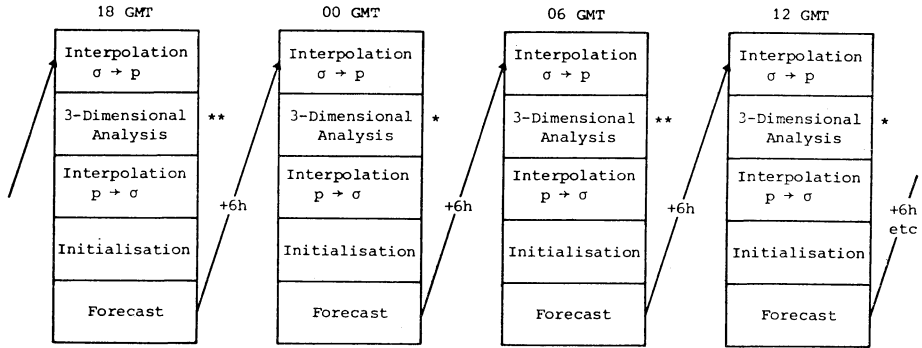 18 GMT
Interpolation
σ → p
3-Dimensional
Analysis
**
Interpolation
p → σ
Initialisation
Forecast
+6h
00 GMT
Interpolation
σ → p
3-Dimensional
Analysis
*
Interpolation
p → σ
Initialisation
Forecast
+6h
06 GMT
Interpolation
σ → p
3-Dimensional
Analysis
**
Interpolation
p → σ
Initialisation
Forecast
+6h
12 GMT
Interpolation
σ → p
3-Dimensional
Analysis
*
Interpolation
p → σ
Initialisation
Forecast
+6h
etc